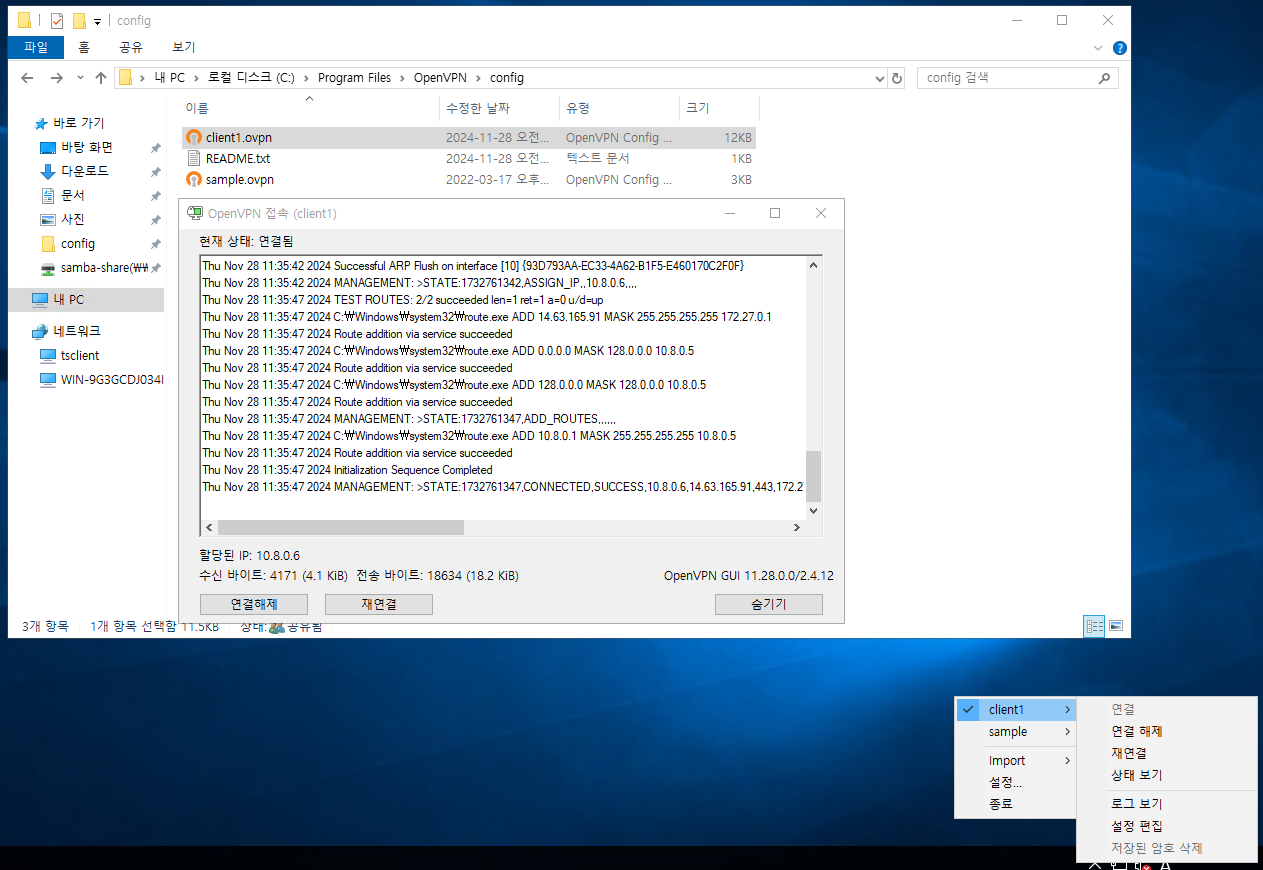 config
파일 홈 공유 보기
내 PC 로컬 디스크 (C:) Program Files OpenVPN config
config 검색
이름 수정한 날짜 유형 크기
client1.ovpn 2024-11-28 오전... OpenVPN Config ... 12KB
README.txt 2024-11-28 오전... 텍스트 문서 1KB
sample.ovpn 2022-03-17 오후... OpenVPN Config ... 3KB
바로 가기
바탕 화면
다운로드
문서
사진
config
samba-share(₩₩
내 PC
네트워크
tsclient
WIN-9G3GCDJ034I
OpenVPN 접속 (client1)
현재 상태: 연결됨
Thu Nov 28 11:35:42 2024 Successful ARP Flush on interface [10] {93D793AA-EC33-4A62-B1F5-E460170C2F0F}
Thu Nov 28 11:35:42 2024 MANAGEMENT: >STATE:1732761342,ASSIGN_IP,,10.8.0.6,,,,
Thu Nov 28 11:35:47 2024 TEST ROUTES: 2/2 succeeded len=1 ret=1 a=0 u/d=up
Thu Nov 28 11:35:47 2024 C:₩Windows₩system32₩route.exe ADD 14.63.165.91 MASK 255.255.255.255 172.27.0.1
Thu Nov 28 11:35:47 2024 Route addition via service succeeded
Thu Nov 28 11:35:47 2024 C:₩Windows₩system32₩route.exe ADD 0.0.0.0 MASK 128.0.0.0 10.8.0.5
Thu Nov 28 11:35:47 2024 Route addition via service succeeded
Thu Nov 28 11:35:47 2024 C:₩Windows₩system32₩route.exe ADD 128.0.0.0 MASK 128.0.0.0 10.8.0.5
Thu Nov 28 11:35:47 2024 Route addition via service succeeded
Thu Nov 28 11:35:47 2024 MANAGEMENT: >STATE:1732761347,ADD_ROUTES,,,,,,
Thu Nov 28 11:35:47 2024 C:₩Windows₩system32₩route.exe ADD 10.8.0.1 MASK 255.255.255.255 10.8.0.5
Thu Nov 28 11:35:47 2024 Route addition via service succeeded
Thu Nov 28 11:35:47 2024 Initialization Sequence Completed
Thu Nov 28 11:35:47 2024 MANAGEMENT: >STATE:1732761347,CONNECTED,SUCCESS,10.8.0.6,14.63.165.91,443,172.2
할당된 IP: 10.8.0.6
수신 바이트: 4171 (4.1 KiB) 전송 바이트: 18634 (18.2 KiB) OpenVPN GUI 11.28.0.0/2.4.12
연결해제 재연결 숨기기
3개 항목 1개 항목 선택함 11.5KB 상태: 공유됨
client1
sample
Import
설정...
종료
연결
연결 해제
재연결
상태 보기
로그 보기
설정 편집
저장된 암호 삭제
A